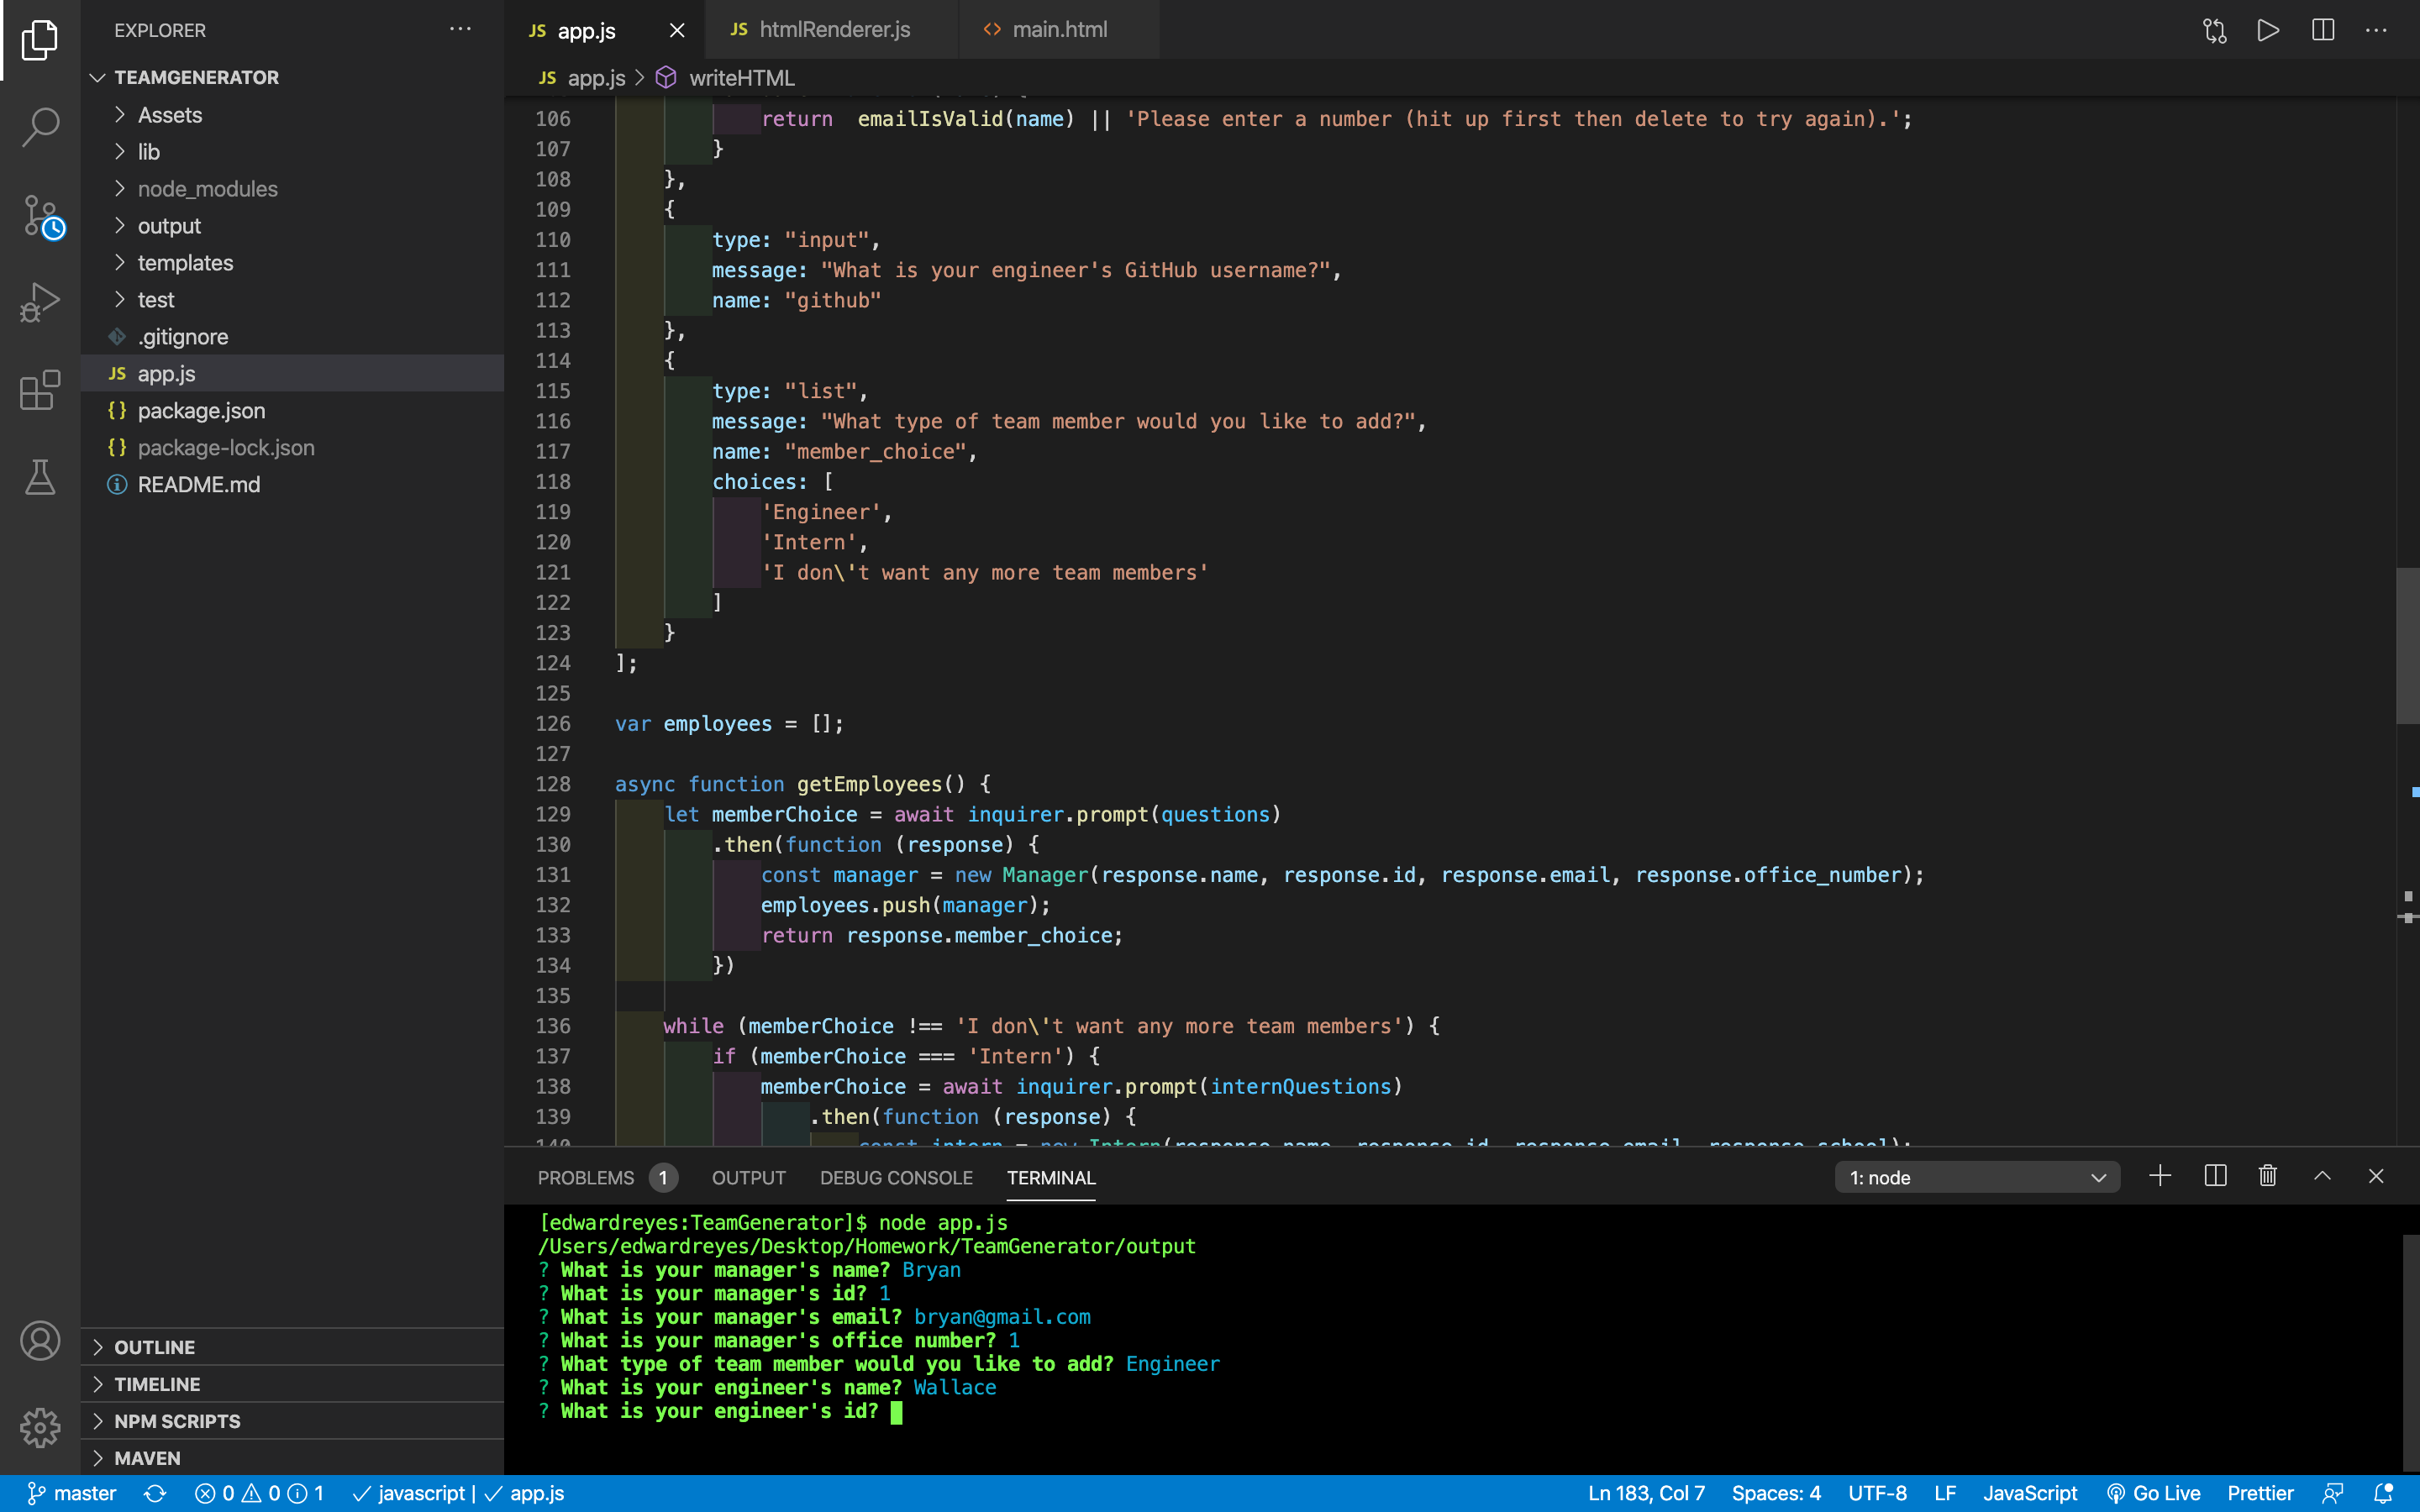 EXPLORER
TEAMGENERATOR
Assets
lib
node_modules
output
templates
test
.gitignore
JS app.js
{} package.json
{} package-lock.json
README.md
OUTLINE
TIMELINE
NPM SCRIPTS
MAVEN
JS app.js
JS htmlRenderer.js
<> main.html
JS app.js > writeHTML
106 return  emailIsValid(name) || 'Please enter a number (hit up first then delete to try again).';
107 }
108 },
109 {
110 type: "input",
111 message: "What is your engineer's GitHub username?",
112 name: "github"
113 },
114 {
115 type: "list",
116 message: "What type of team member would you like to add?",
117 name: "member_choice",
118 choices: [
119 'Engineer',
120 'Intern',
121 'I don\'t want any more team members'
122 ]
123 }
124 ];
125
126 var employees = [];
127
128 async function getEmployees() {
129 let memberChoice = await inquirer.prompt(questions)
130 .then(function (response) {
131 const manager = new Manager(response.name, response.id, response.email, response.office_number);
132 employees.push(manager);
133 return response.member_choice;
134 })
135
136 while (memberChoice !== 'I don\'t want any more team members') {
137 if (memberChoice === 'Intern') {
138 memberChoice = await inquirer.prompt(internQuestions)
139 .then(function (response) {
140 const intern = new Intern(response.name, response.id, response.email, response.school);
PROBLEMS 1 OUTPUT DEBUG CONSOLE TERMINAL 1: node
[edwardreyes:TeamGenerator]$ node app.js
/Users/edwardreyes/Desktop/Homework/TeamGenerator/output
? What is your manager's name? Bryan
? What is your manager's id? 1
? What is your manager's email? bryan@gmail.com
? What is your manager's office number? 1
? What type of team member would you like to add? Engineer
? What is your engineer's name? Wallace
? What is your engineer's id?
master 0 0 1 javascript | app.js Ln 183, Col 7 Spaces: 4 UTF-8 LF JavaScript Go Live Prettier